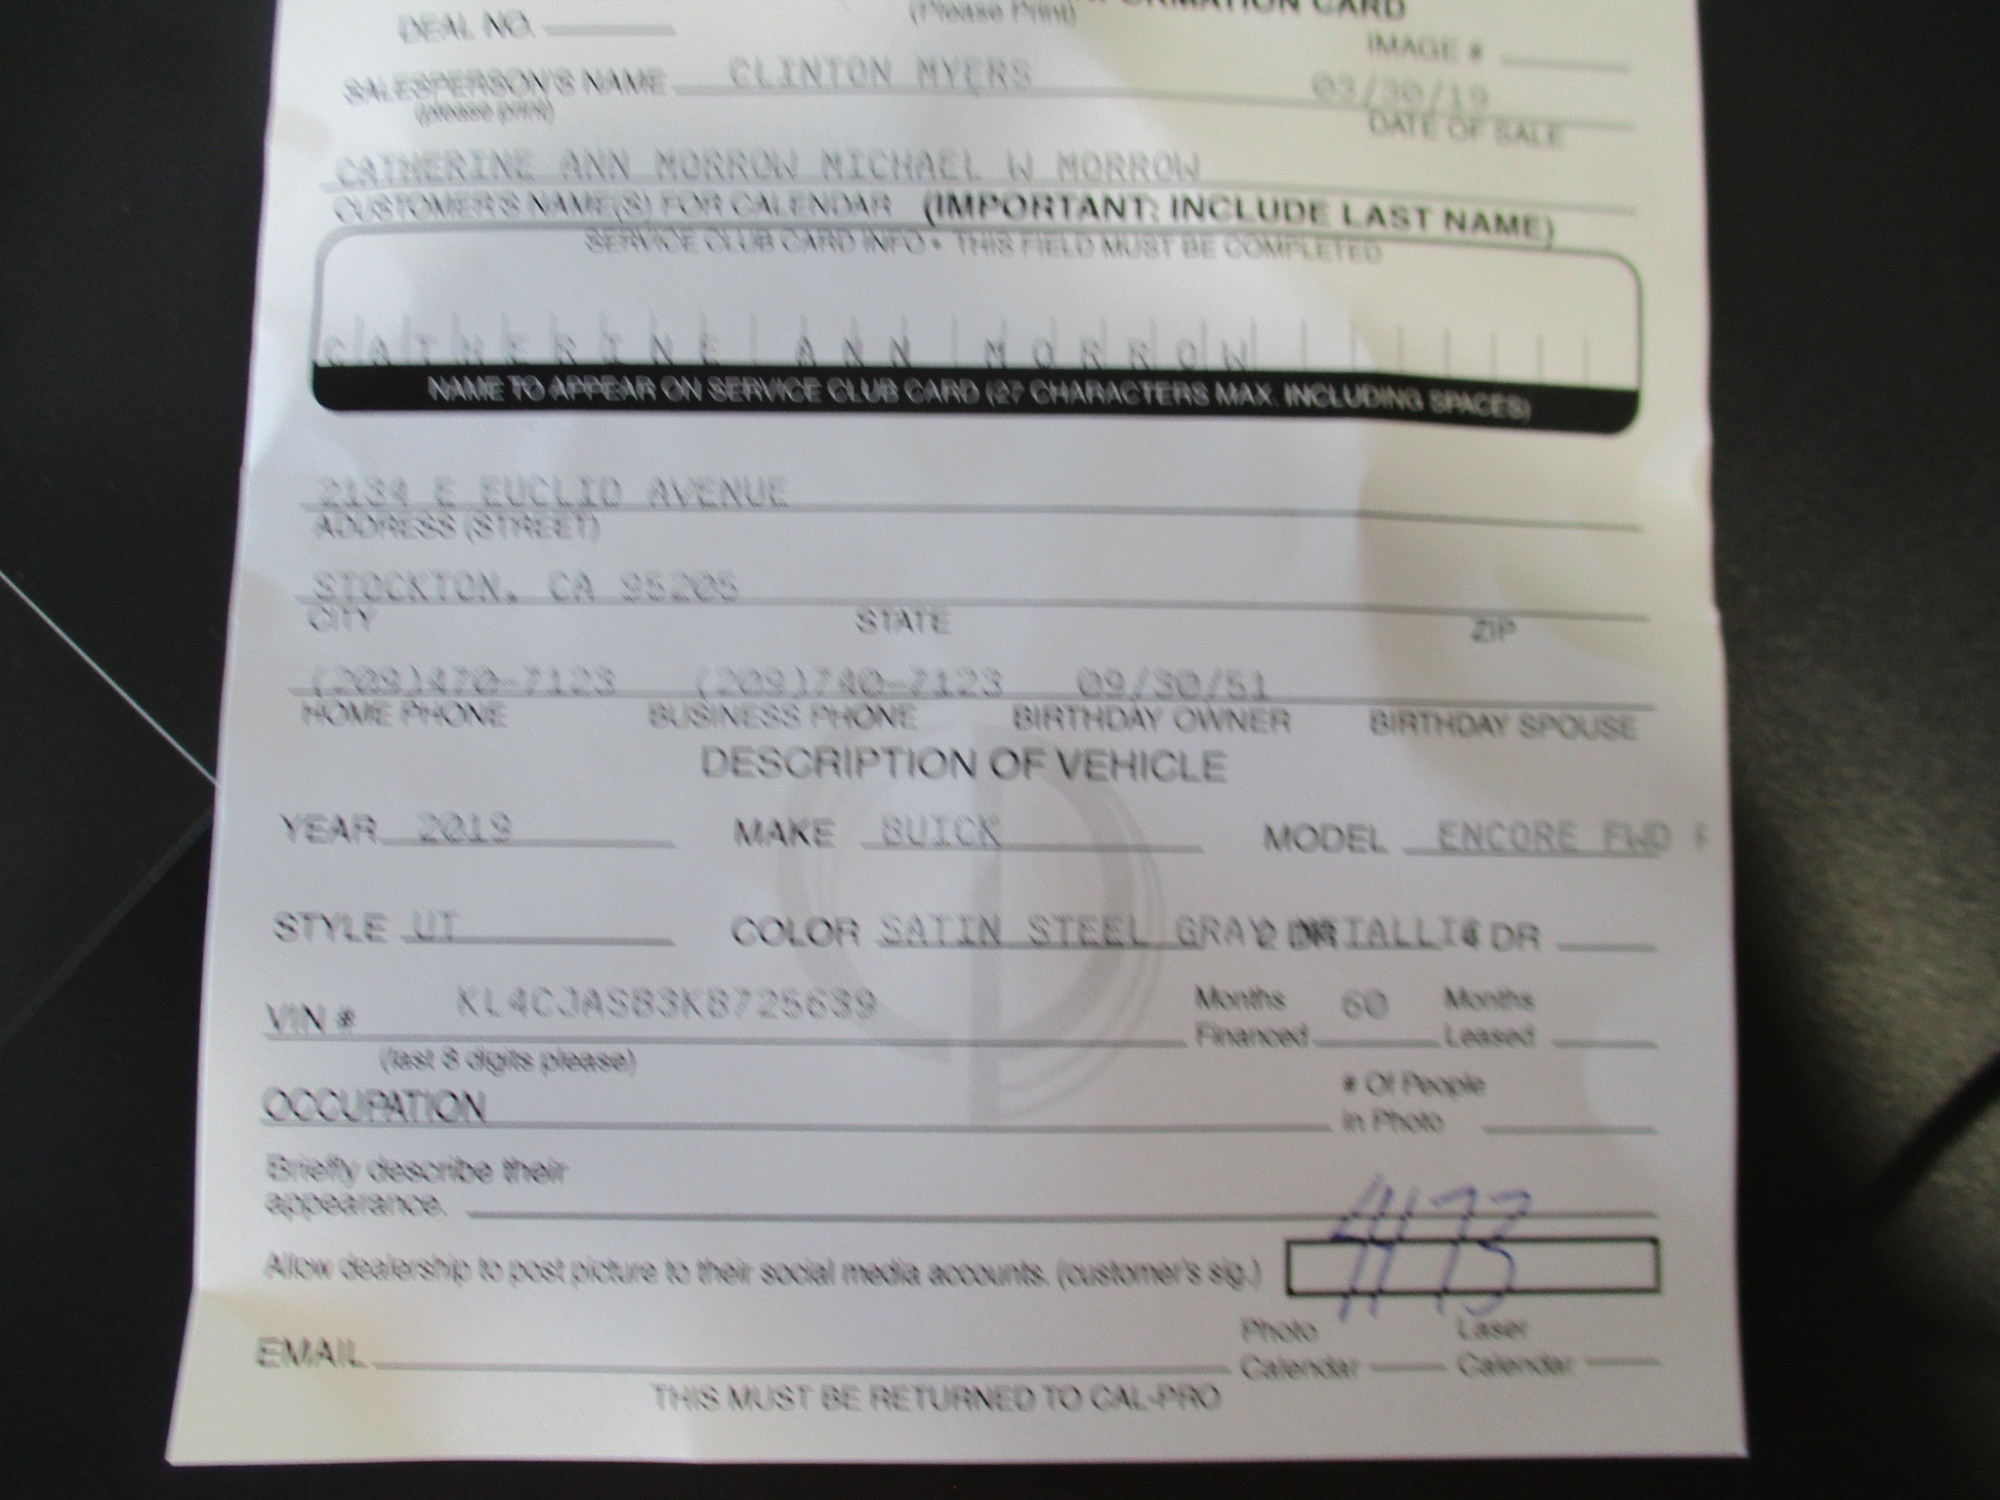 DEAL NO.
(Please Print)
IMAGE #
SALESPERSON'S NAME CLINTON MYERS 03/30/19
(please print) DATE OF SALE
CATHERINE ANN MORROW MICHAEL W MORROW
CUSTOMER'S NAME(S) FOR CALENDAR (IMPORTANT: INCLUDE LAST NAME)
SERVICE CLUB CARD INFO • THIS FIELD MUST BE COMPLETED
CATHERINE ANN MORROW
NAME TO APPEAR ON SERVICE CLUB CARD (27 CHARACTERS MAX. INCLUDING SPACES)
2134 E EUCLID AVENUE
ADDRESS (STREET)
STOCKTON, CA 95205
CITY STATE ZIP
(209)470-7123 (209)740-7123 09/30/51
HOME PHONE BUSINESS PHONE BIRTHDAY OWNER BIRTHDAY SPOUSE
DESCRIPTION OF VEHICLE
YEAR 2019 MAKE BUICK MODEL ENCORE FWD
STYLE UT COLOR SATIN STEEL GRAY METALLIC DR
VIN # KL4CJASB3KB725639 Months Financed 60 Months Leased
(last 8 digits please)
OCCUPATION # Of People in Photo
Briefly describe their
appearance.
4173
Allow dealership to post picture to their social media accounts. (customer's sig.)
EMAIL Photo Calendar Laser Calendar
THIS MUST BE RETURNED TO CAL-PRO